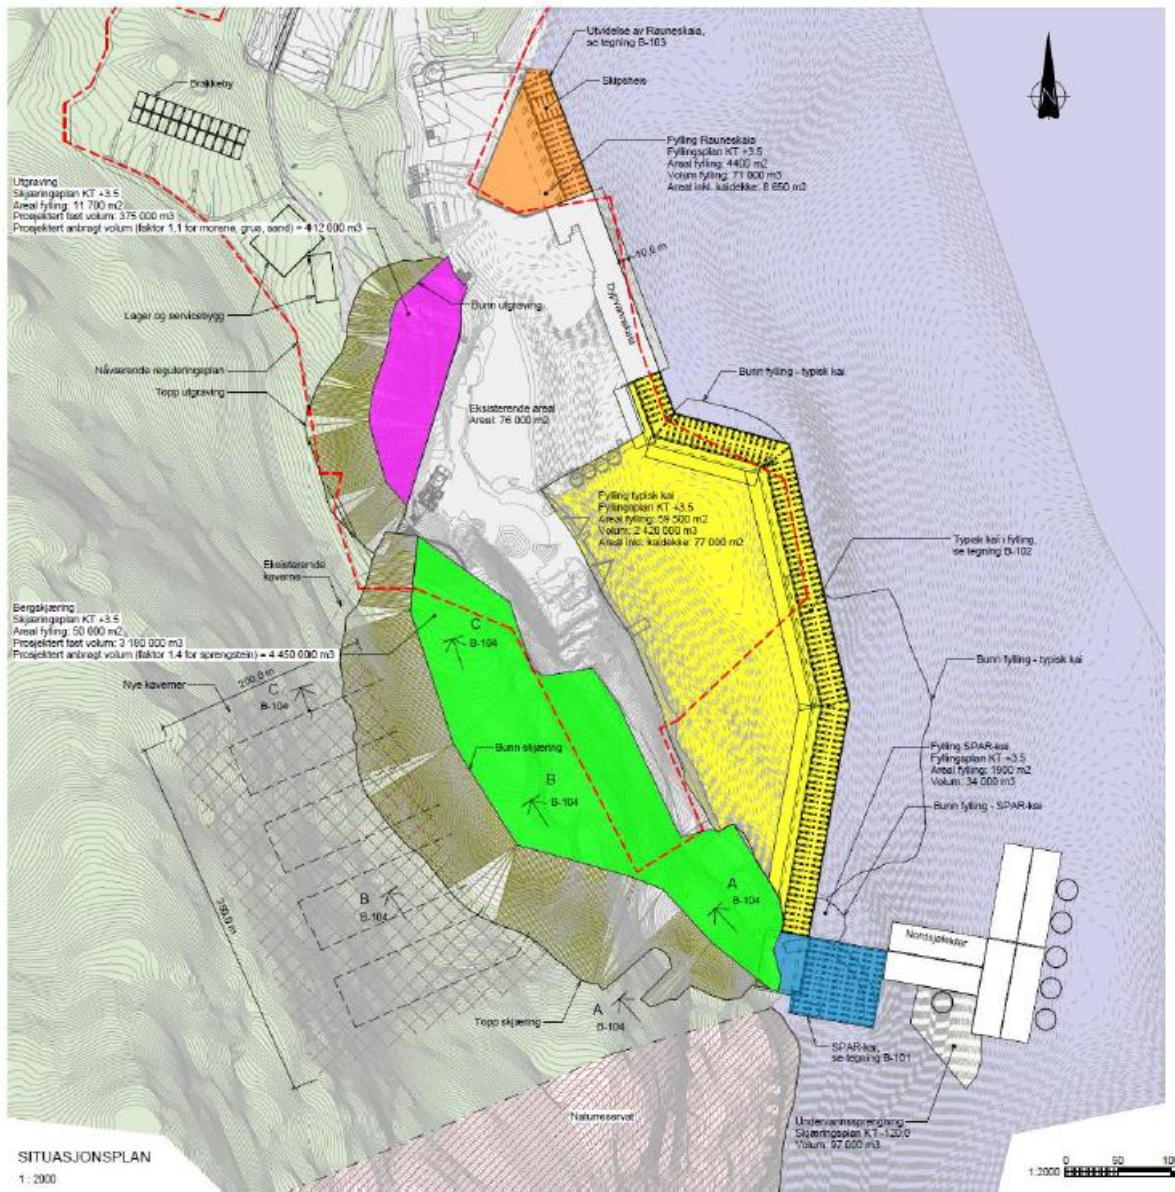 Utvidelse av Rauneskaia,
se tegning B-103
Skipsheis
Brakkeby
Fylling Rauneskaia
Fyllingsplan KT +3.5
Areal fylling: 4400 m2
Volum fylling: 71 000 m3
Areal inkl. kaidekke: 8 650 m2
Utgraving
Skjæringsplan KT +3.5
Areal fylling: 11 700 m2
Prosjektert fast volum: 375 000 m3
Prosjektert anbragt volum (faktor 1.1 for morene, grus, sand) = 412 000 m3
10,0 m
Bunn utgraving
Dypvannskaia
Lager og servicebygg
Nåværende reguleringsplan
Bunn fylling - typisk kai
Topp utgraving
Eksisterende areal
Areal: 76 000 m2
Fylling typisk kai
Fyllingsplan KT +3.5
Areal fylling: 59 500 m2
Volum: 2 420 000 m3
Areal inkl. kaidekke: 77 000 m2
Typisk kai i fylling,
se tegning B-102
Eksisterende
kaverne
Bergskjæring
Skjæringsplan KT +3.5
Areal fylling: 50 000 m2
Prosjektert fast volum: 3 180 000 m3
Prosjektert anbragt volum (faktor 1.4 for sprengstein) = 4 450 000 m3
C
B-104
Bunn fylling - typisk kai
200,0 m
Nye kaverner
C
B-104
Bunn skjæring
Fylling SPAR-kai
Fyllingsplan KT +3.5
Areal fylling: 1900 m2
Volum: 34 000 m3
B
B-104
Bunn fylling - SPAR-kai
A
B-104
B
B-104
Nordsjøfeltet
Topp skjæring
A
B-104
SPAR-kai,
se tegning B-101
Naturreservat
Undervannssprengning
Skjæringsplan KT -120,0
Volum: 97 000 m3
SITUASJONSPLAN
1 : 2000
1:2000
0 50